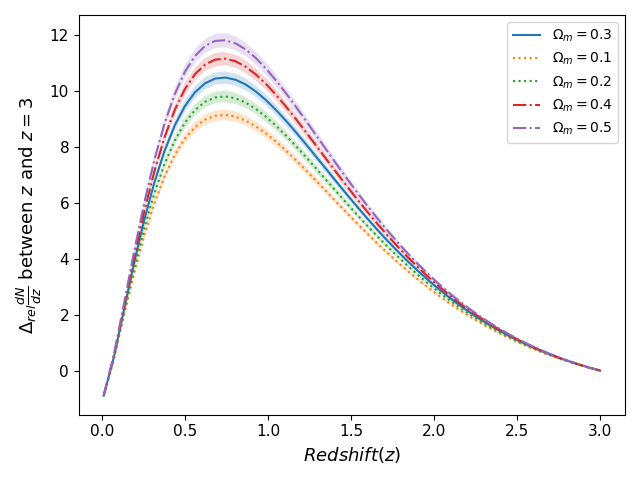 Δrel dN/dz between z and z = 3
12
10
8
6
4
2
0
0.0 0.5 1.0 1.5 2.0 2.5 3.0
Redshift(z)
Ωm = 0.3
Ωm = 0.1
Ωm = 0.2
Ωm = 0.4
Ωm = 0.5